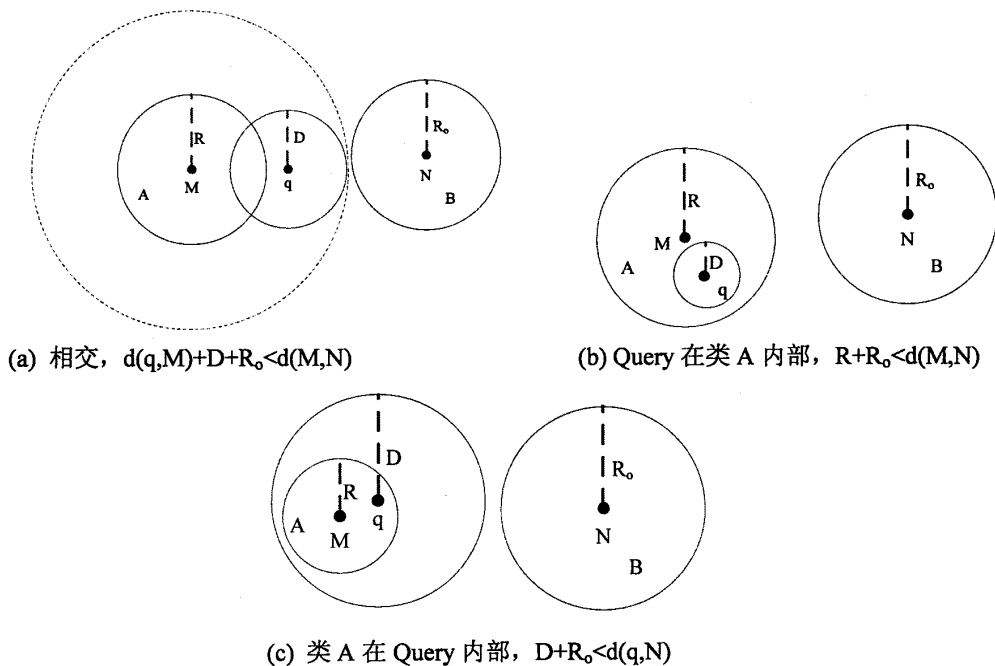 R
M
A
D
q
Rₒ
N
B
(a) 相交，d(q,M)+D+Rₒ<d(M,N)
R
M
A
D
q
Rₒ
N
B
(b) Query 在类 A 内部，R+Rₒ<d(M,N)
D
R
q
A
M
Rₒ
N
B
(c) 类 A 在 Query 内部，D+Rₒ<d(q,N)